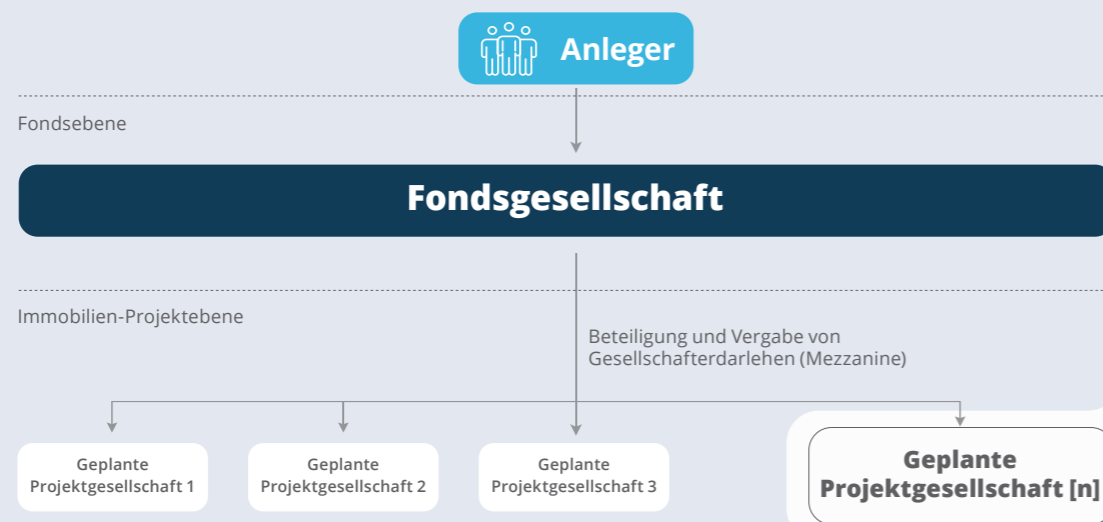 Anleger
Fondsebene
Fondsgesellschaft
Immobilien-Projektebene
Beteiligung und Vergabe von
Gesellschafterdarlehen (Mezzanine)
Geplante
Projektgesellschaft 1
Geplante
Projektgesellschaft 2
Geplante
Projektgesellschaft 3
Geplante
Projektgesellschaft [n]